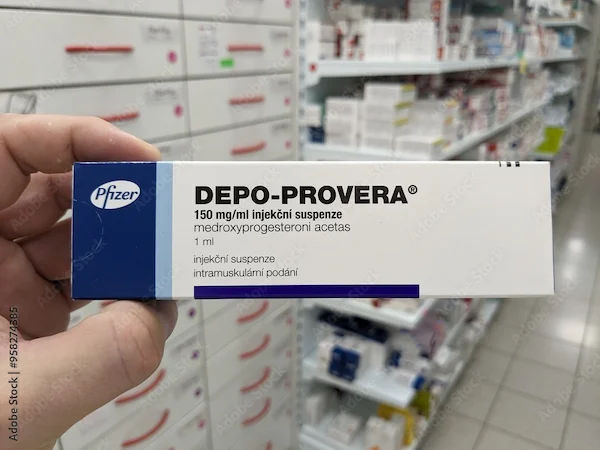 Pfizer
DEPO-PROVERA®
150 mg/ml injekční suspenze
medroxyprogesteroni acetas
1 ml
injekční suspenze
intramuskulární podání
Adobe Stock | #958274385